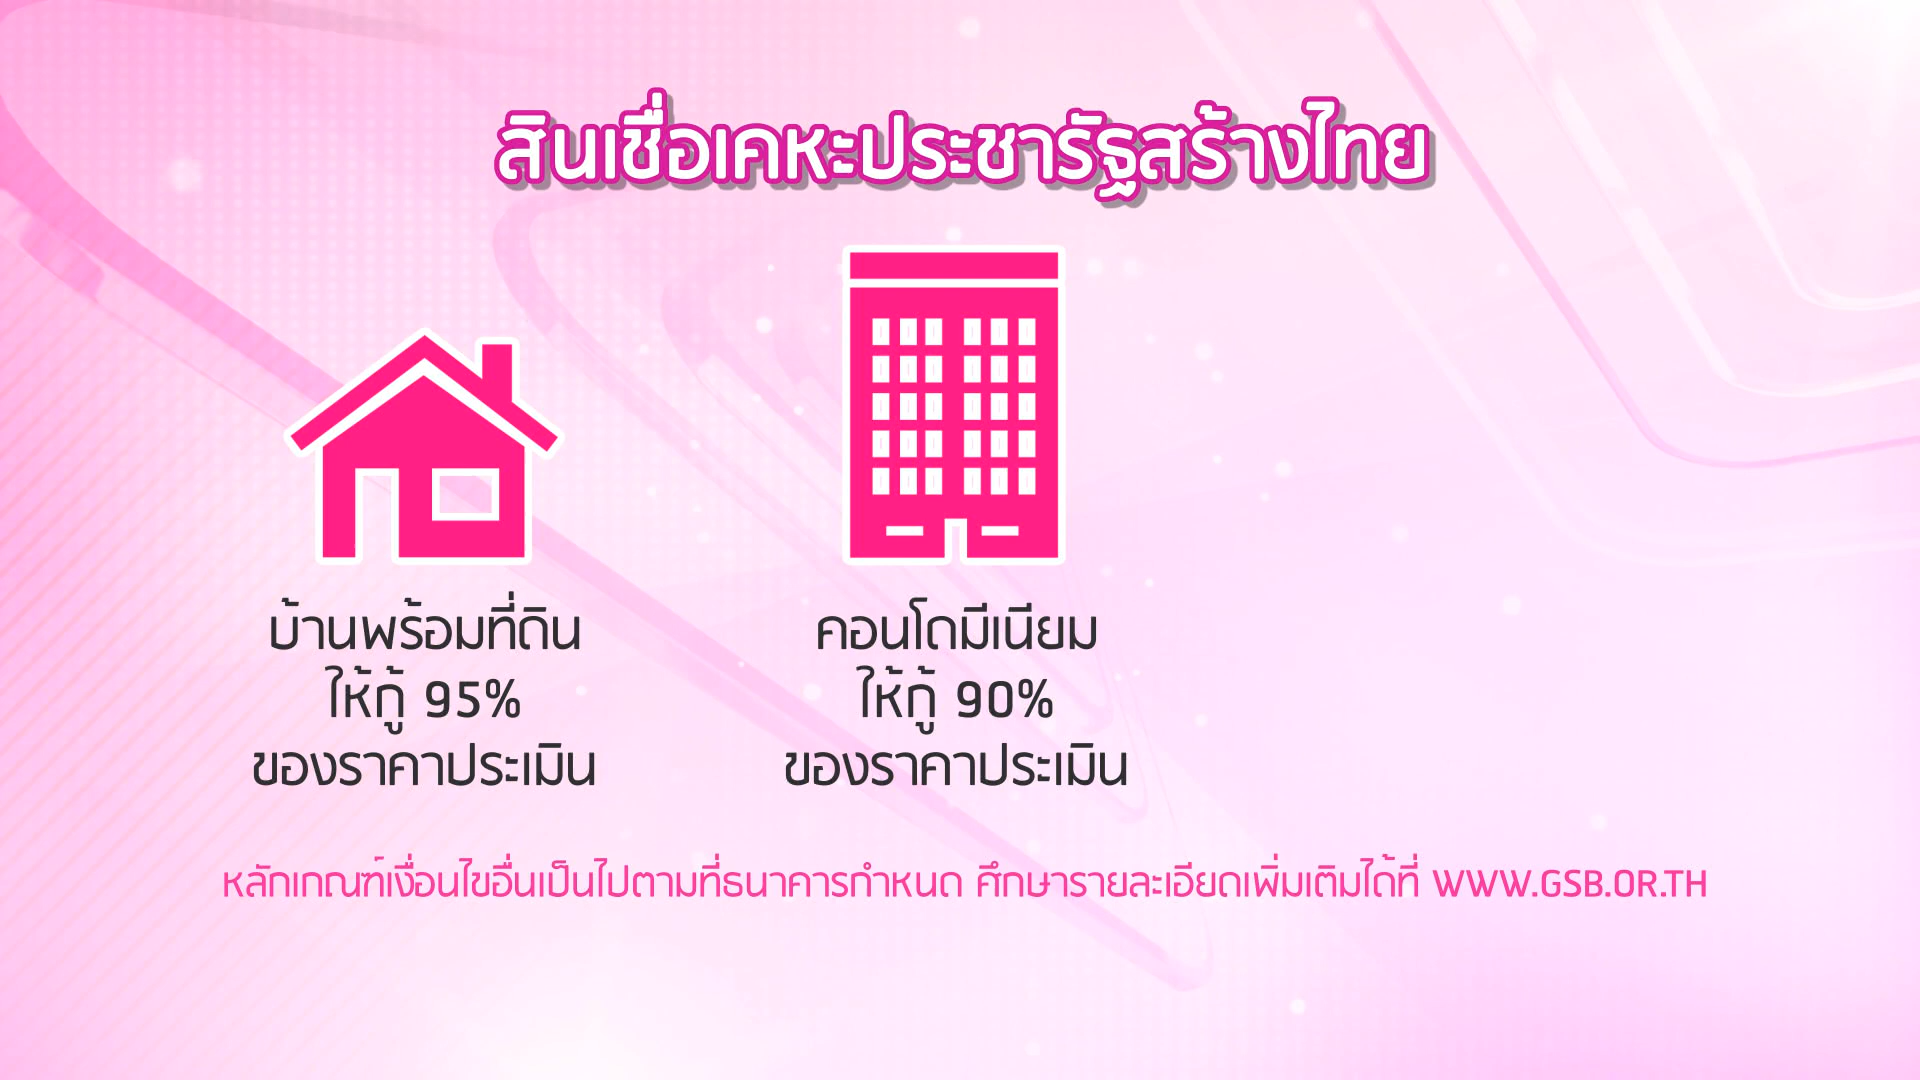 สินเชื่อเคหะประชารัฐสร้างไทย
บ้านพร้อมที่ดิน
ให้กู้ 95%
ของราคาประเมิน
คอนโดมีเนียม
ให้กู้ 90%
ของราคาประเมิน
หลักเกณฑ์เงื่อนไขอื่นเป็นไปตามที่ธนาคารกำหนด ศึกษารายละเอียดเพิ่มเติมได้ที่ WWW.GSB.OR.TH